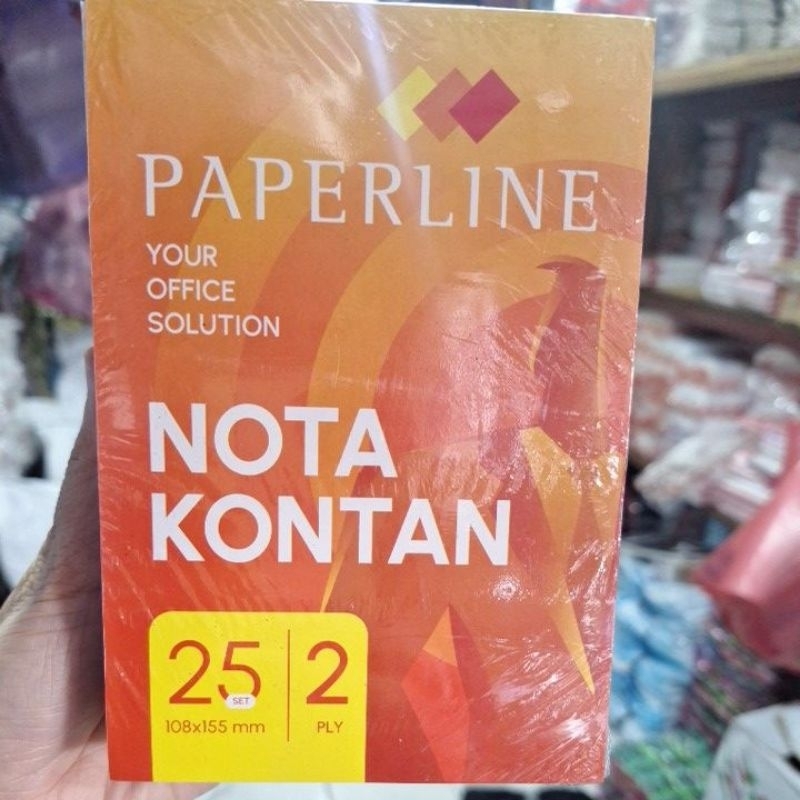 PAPERLINE
YOUR
OFFICE
SOLUTION
NOTA
KONTAN
25 SET
108x155 mm
2
PLY